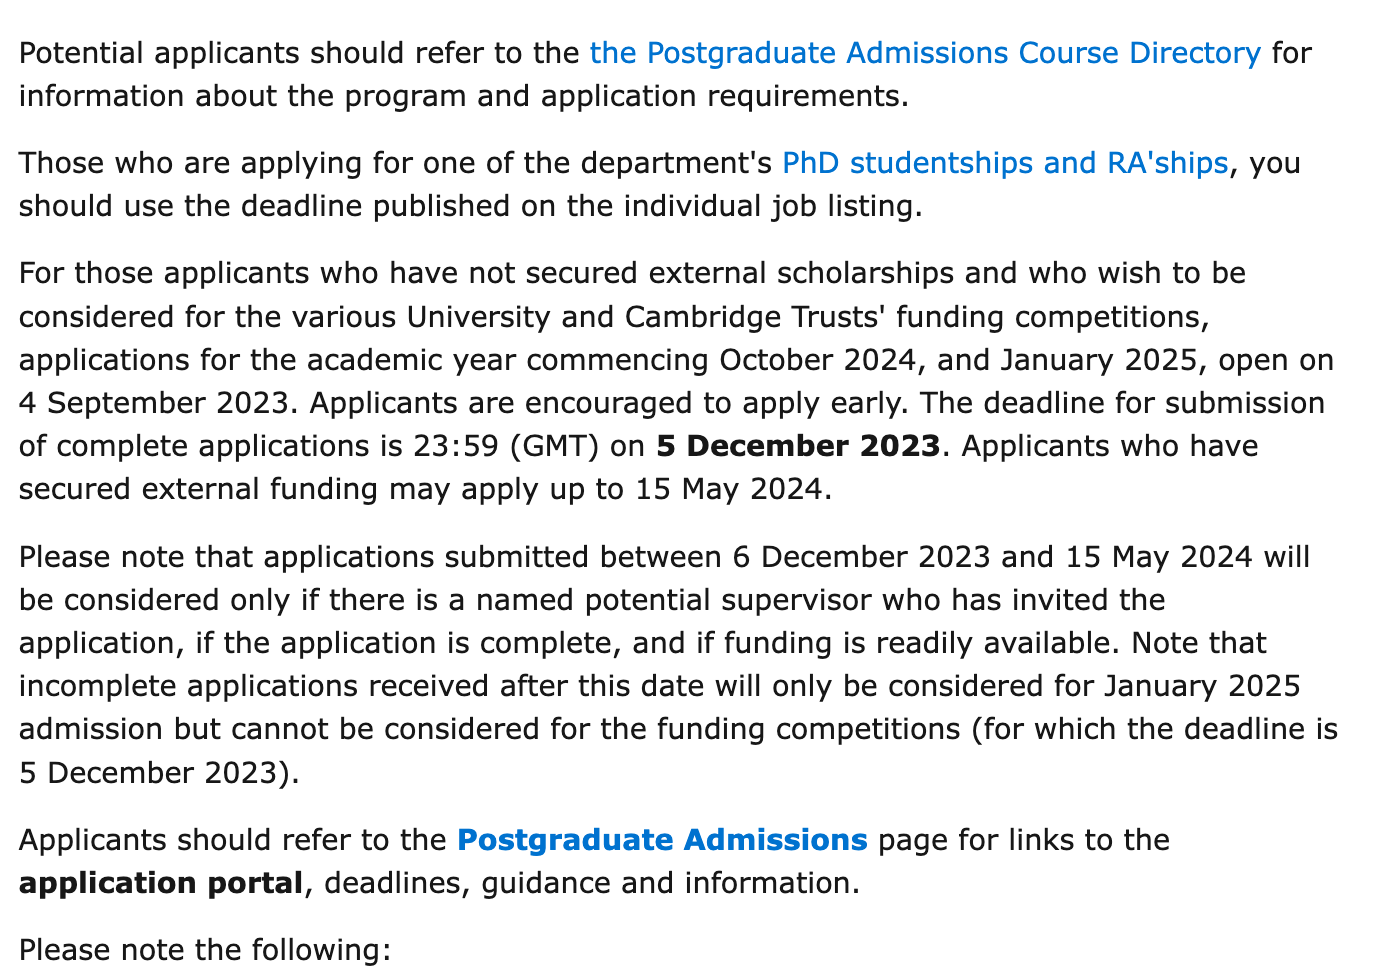 Potential applicants should refer to the the Postgraduate Admissions Course Directory for
information about the program and application requirements.
Those who are applying for one of the department's PhD studentships and RA'ships, you
should use the deadline published on the individual job listing.
For those applicants who have not secured external scholarships and who wish to be
considered for the various University and Cambridge Trusts' funding competitions,
applications for the academic year commencing October 2024, and January 2025, open on
4 September 2023. Applicants are encouraged to apply early. The deadline for submission
of complete applications is 23:59 (GMT) on 5 December 2023. Applicants who have
secured external funding may apply up to 15 May 2024.
Please note that applications submitted between 6 December 2023 and 15 May 2024 will
be considered only if there is a named potential supervisor who has invited the
application, if the application is complete, and if funding is readily available. Note that
incomplete applications received after this date will only be considered for January 2025
admission but cannot be considered for the funding competitions (for which the deadline is
5 December 2023).
Applicants should refer to the Postgraduate Admissions page for links to the
application portal, deadlines, guidance and information.
Please note the following: